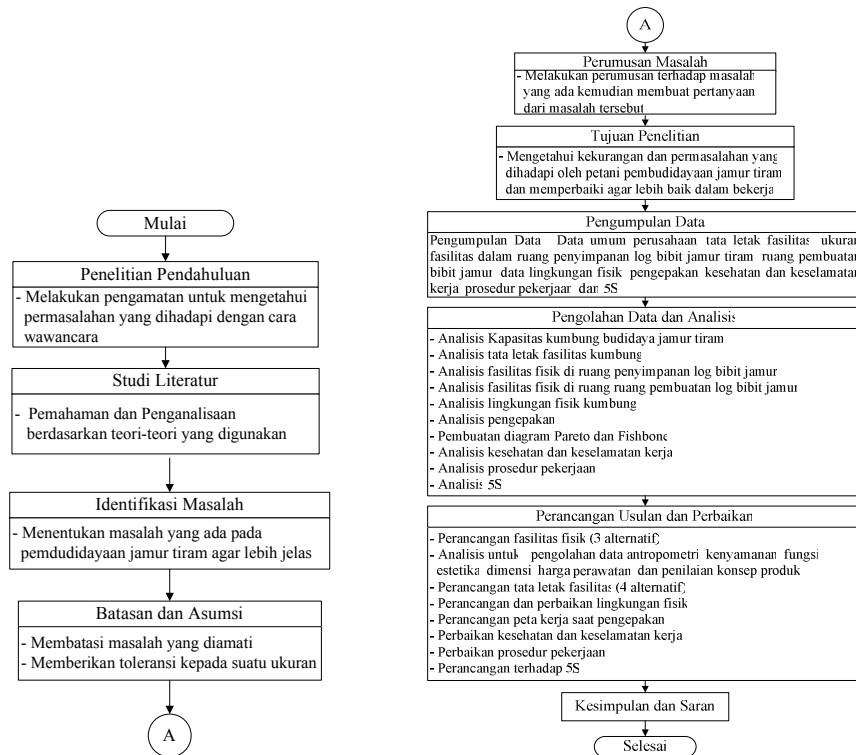 Mulai
Penelitian Pendahuluan
- Melakukan pengamatan untuk mengetahui
permasalahan yang dihadapi dengan cara
wawancara
Studi Literatur
- Pemahaman dan Penganalisaan
berdasarkan teori-teori yang digunakan
Identifikasi Masalah
- Menentukan masalah yang ada pada
pemdudidayaan jamur tiram agar lebih jelas
Batasan dan Asumsi
- Membatasi masalah yang diamati
- Memberikan toleransi kepada suatu ukuran
A
A
Perumusan Masalah
- Melakukan perumusan terhadap masalah
yang ada kemudian membuat pertanyaan
dari masalah tersebut
Tujuan Penelitian
- Mengetahui kekurangan dan permasalahan yang
dihadapi oleh petani pembudidayaan jamur tiram
dan memperbaiki agar lebih baik dalam bekerja
Pengumpulan Data
Pengumpulan Data Data umum perusahaan tata letak fasilitas ukuran
fasilitas dalam ruang penyimpanan log bibit jamur tiram ruang pembuatan
bibit jamur data lingkungan fisik pengepakan kesehatan dan keselamatan
kerja prosedur pekerjaan dan 5S
Pengolahan Data dan Analisis
- Analisis Kapasitas kumbung budidaya jamur tiram
- Analisis tata letak fasilitas kumbung
- Analisis fasilitas fisik di ruang penyimpanan log bibit jamur
- Analisis fasilitas fisik di ruang ruang pembuatan log bibit jamur
- Analisis lingkungan fisik kumbung
- Analisis pengepakan
- Pembuatan diagram Pareto dan Fishbone
- Analisis kesehatan dan keselamatan kerja
- Analisis prosedur pekerjaan
- Analisis 5S
Perancangan Usulan dan Perbaikan
- Perancangan fasilitas fisik (3 alternatif)
- Analisis untuk pengolahan data antropometri kenyamanan fungsi
estetika dimensi harga perawatan dan penilaian konsep produk
- Perancangan tata letak fasilitas (4 alternatif)
- Perancangan dan perbaikan lingkungan fisik
- Perancangan peta kerja saat pengepakan
- Perbaikan kesehatan dan keselamatan kerja
- Perbaikan prosedur pekerjaan
- Perancangan terhadap 5S
Kesimpulan dan Saran
Selesai